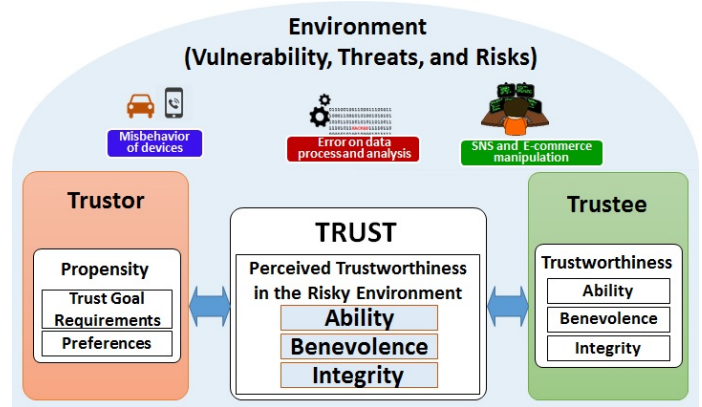 Environment
(Vulnerability, Threats, and Risks)
Misbehavior
of devices
Error on data
process and analysis
SNS and E-commerce
manipulation
Trustor
Propensity
Trust Goal
Requirements
Preferences
TRUST
Perceived Trustworthiness
in the Risky Environment
Ability
Benevolence
Integrity
Trustee
Trustworthiness
Ability
Benevolence
Integrity